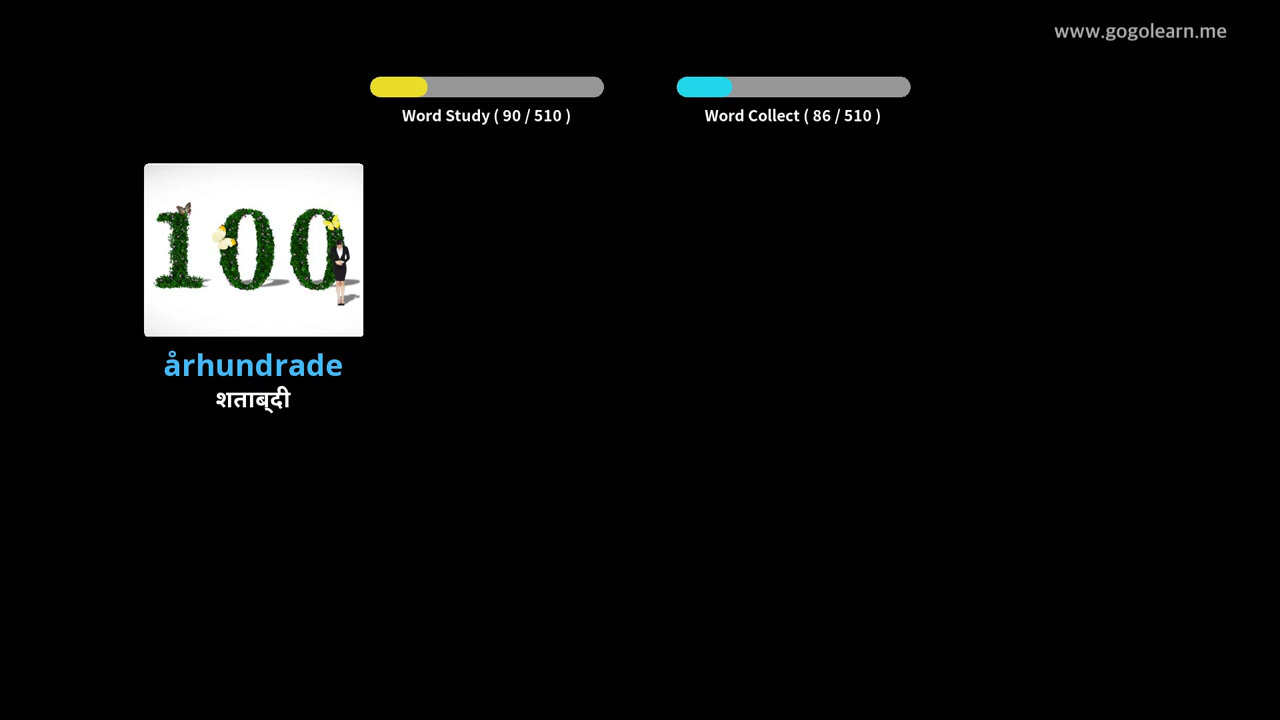 www.gogolearn.me
Word Study ( 90 / 510 )
Word Collect ( 86 / 510 )
100
århundrade
शताब्दी